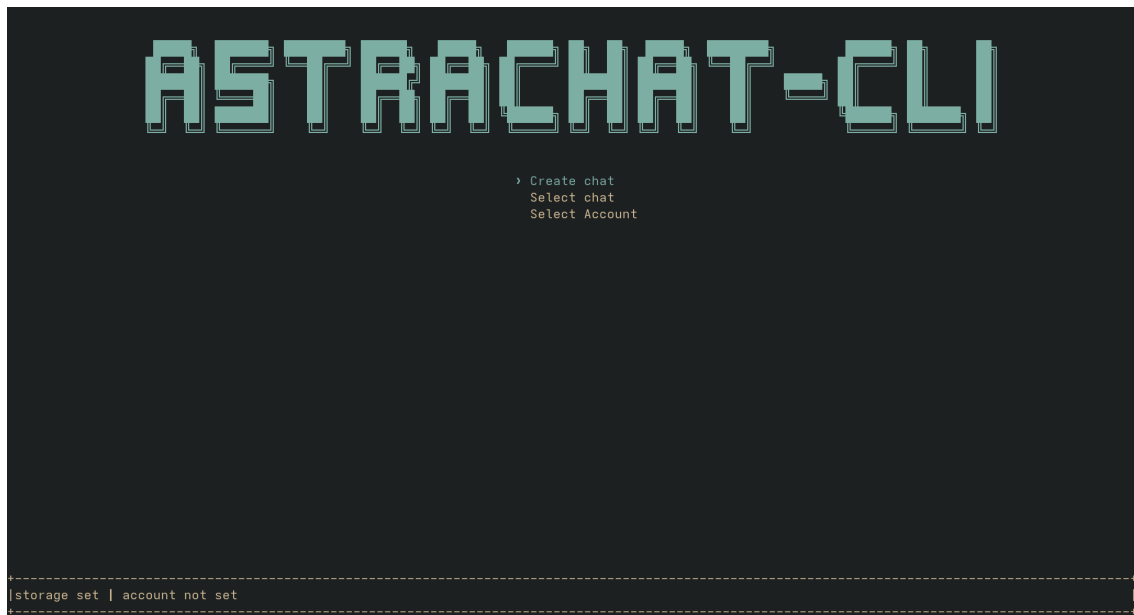 ASTRACHAT-CLI
› Create chat
Select chat
Select Account
|storage set | account not set